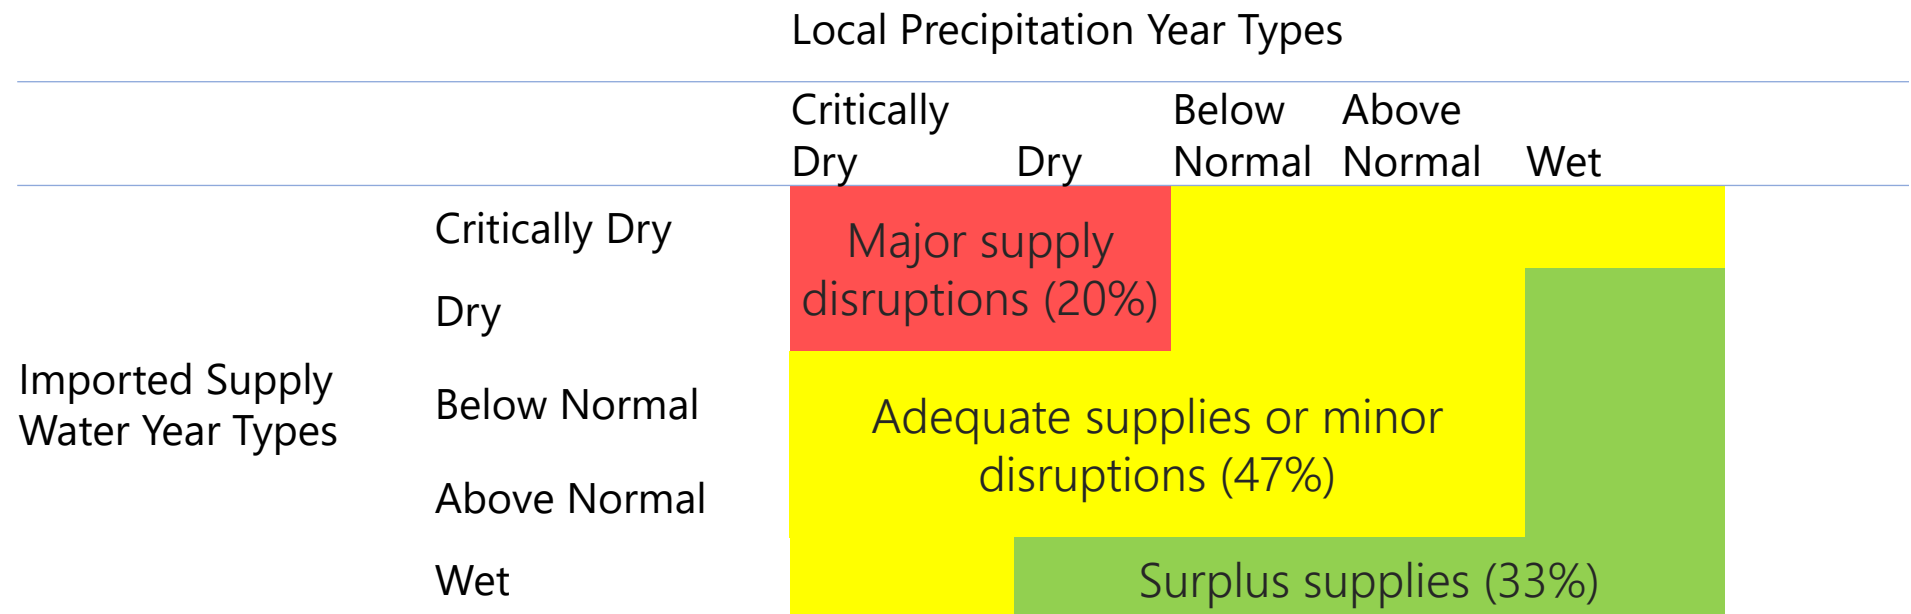 Local Precipitation Year Types
Critically Dry
Dry
Below Normal
Above Normal
Wet
Imported Supply
Water Year Types
Critically Dry
Dry
Below Normal
Above Normal
Wet
Major supply
disruptions (20%)
Adequate supplies or minor
disruptions (47%)
Surplus supplies (33%)